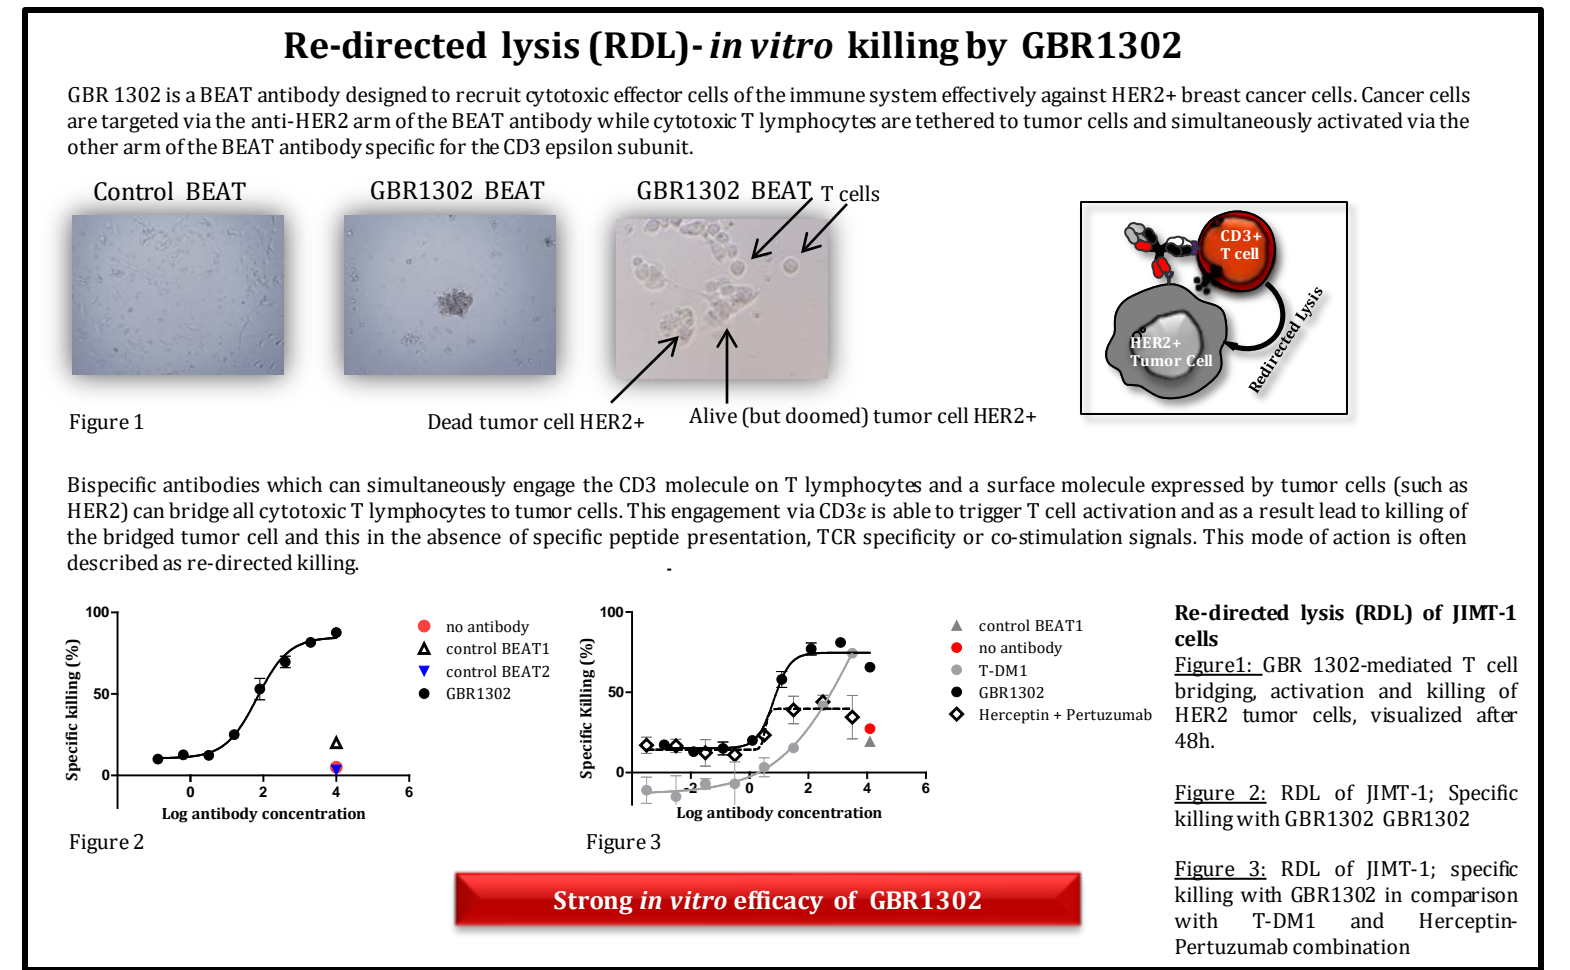 Re-directed lysis (RDL)- in vitro killing by GBR1302
GBR 1302 is a BEAT antibody designed to recruit cytotoxic effector cells of the immune system effectively against HER2+ breast cancer cells. Cancer cells
are targeted via the anti-HER2 arm of the BEAT antibody while cytotoxic T lymphocytes are tethered to tumor cells and simultaneously activated via the
other arm of the BEAT antibody specific for the CD3 epsilon subunit.
Control BEAT
GBR1302 BEAT
GBR1302 BEAT
T cells
CD3+
T cell
HER2+
Tumor Cell
Redirected Lysis
Figure 1
Dead tumor cell HER2+
Alive (but doomed) tumor cell HER2+
Bispecific antibodies which can simultaneously engage the CD3 molecule on T lymphocytes and a surface molecule expressed by tumor cells (such as
HER2) can bridge all cytotoxic T lymphocytes to tumor cells. This engagement via CD3ε is able to trigger T cell activation and as a result lead to killing of
the bridged tumor cell and this in the absence of specific peptide presentation, TCR specificity or co-stimulation signals. This mode of action is often
described as re-directed killing.
-
Specific killing (%)
100
50
0
0 2 4 6
Log antibody concentration
no antibody
control BEAT1
control BEAT2
GBR1302
Figure 2
Specific Killing (%)
100
50
0
-2 0 2 4 6
Log antibody concentration
control BEAT1
no antibody
T-DM1
GBR1302
Herceptin + Pertuzumab
Figure 3
Re-directed lysis (RDL) of JIMT-1
cells
Figure1: GBR 1302-mediated T cell
bridging, activation and killing of
HER2 tumor cells, visualized after
48h.
Figure 2: RDL of JIMT-1; Specific
killing with GBR1302 GBR1302
Figure 3: RDL of JIMT-1; specific
killing with GBR1302 in comparison
with T-DM1 and Herceptin-
Pertuzumab combination
Strong in vitro efficacy of GBR1302